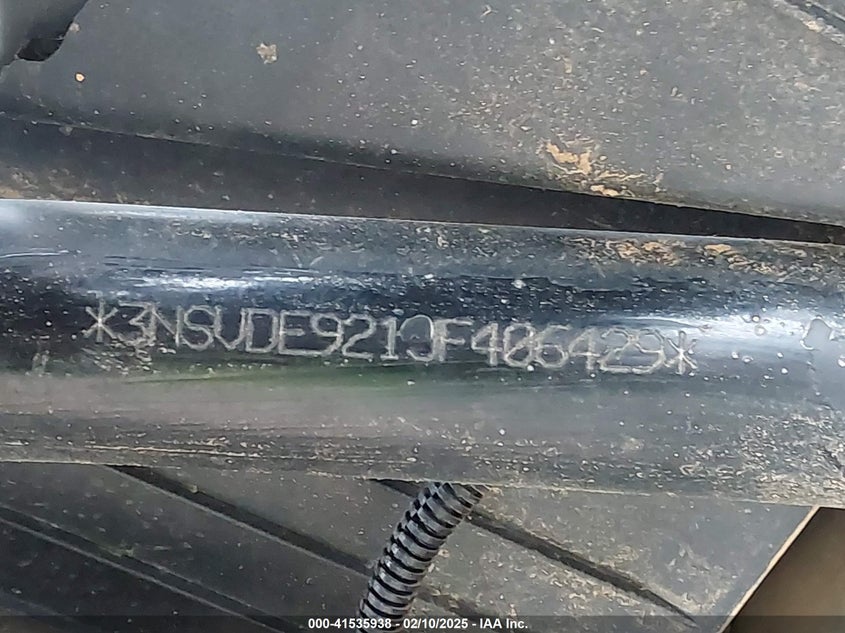 *3NSVDE921JF406429*
000-41535938 - 02/10/2025 - IAA Inc.